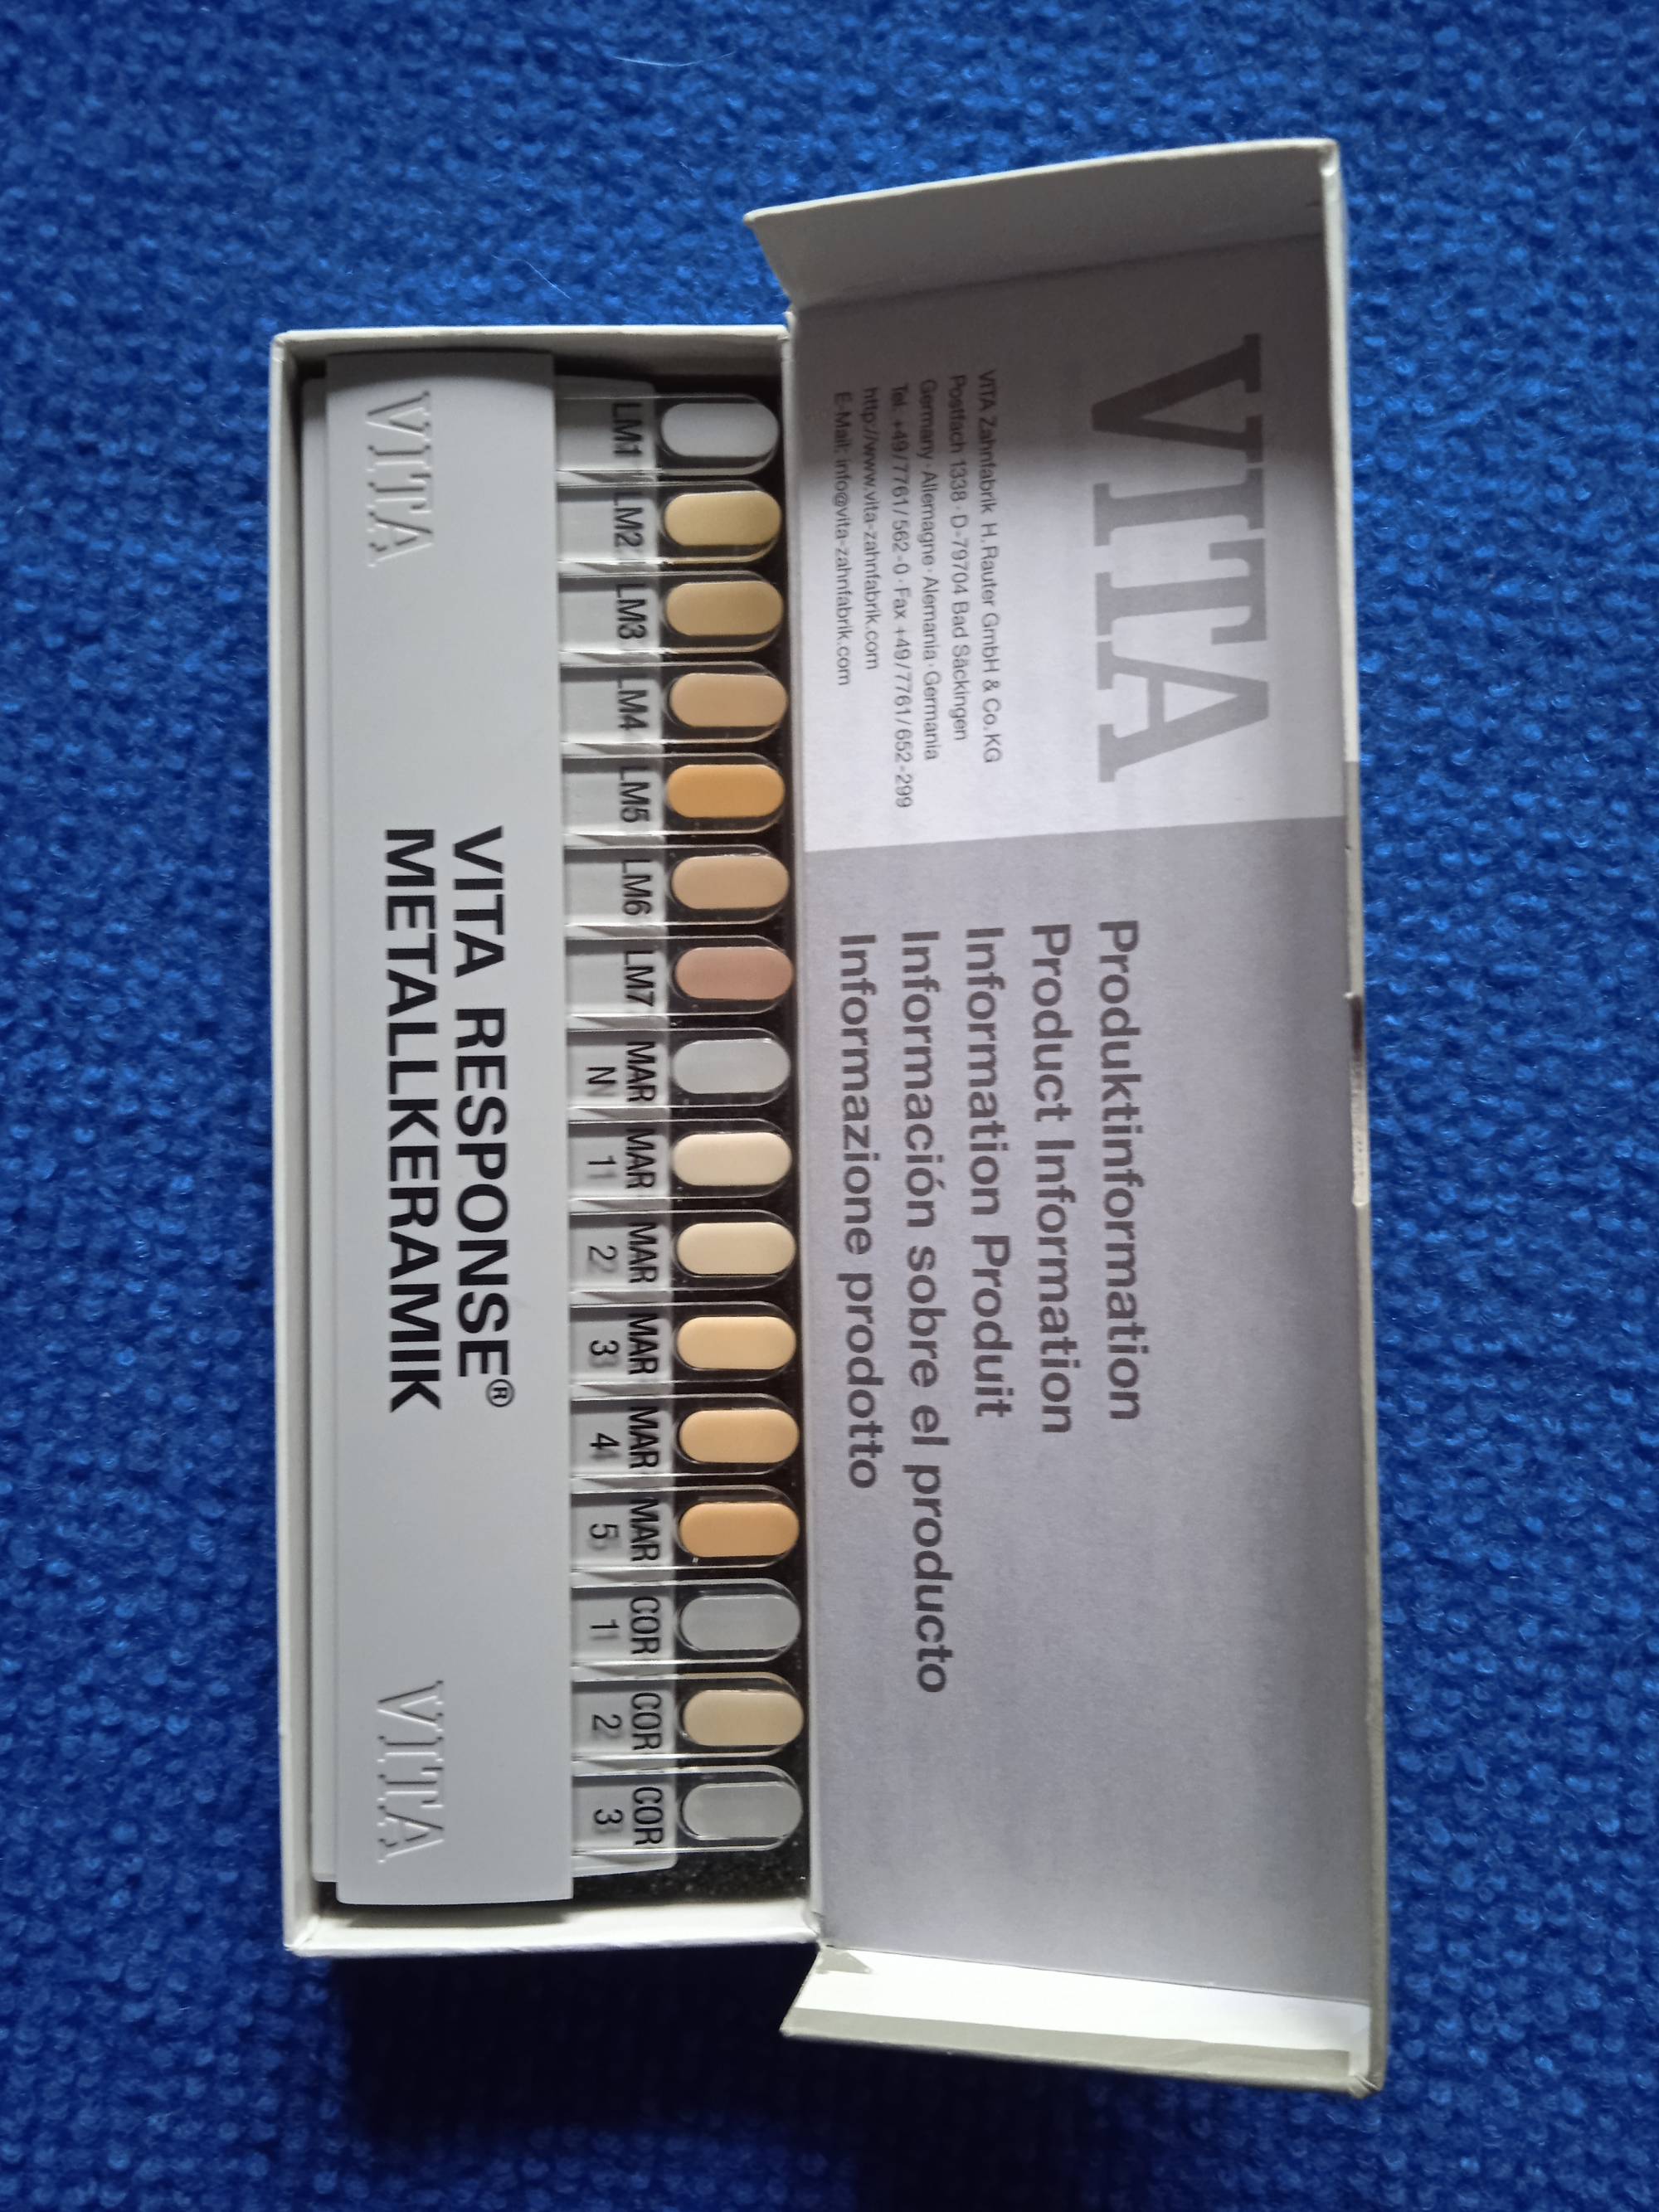 VITA
VITA Zahnfabrik H.Rauter GmbH & Co.KG
Postfach 1338 · D-79704 Bad Säckingen
Germany · Allemagne · Alemania · Germania
Tel. +49/7761/562-0 · Fax +49/7761/652-299
http://www.vita-zahnfabrik.com
E-Mail: info@vita-zahnfabrik.com
Produktinformation
Product Information
Information Produit
Información sobre el producto
Informazione prodotto
LM1 LM2 LM3 LM4 LM5 LM6 LM7 MAR MAR MAR MAR MAR MAR COR COR COR
N 1 2 3 4 5 1 2 3
VITA RESPONSE®
METALLKERAMIK
VITA
VITA